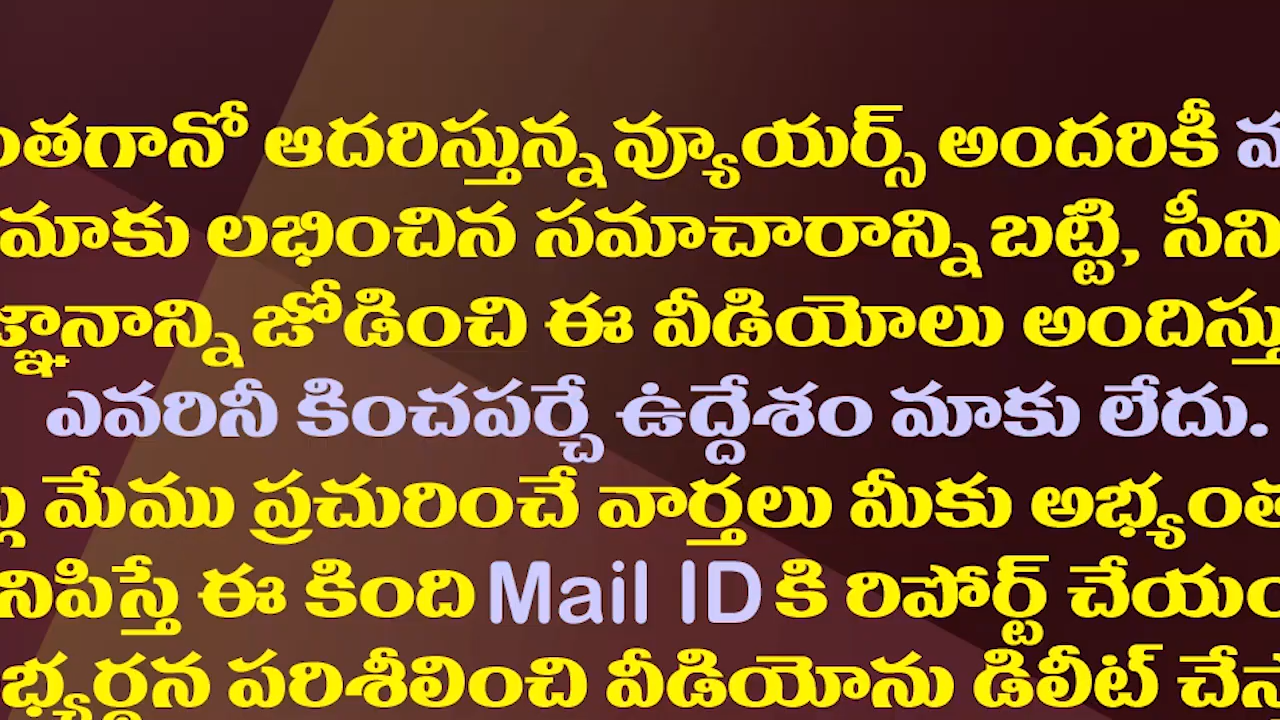 ంతగానో ఆదరిస్తున్న వ్యూయర్స్ అందరికీ
మాకు లభించిన సమాచారాన్ని బట్టి, సీని
జ్ఞానాన్ని జోడించి ఈ వీడియోలు అందిస్తు
ఎవరినీ కించపర్చే ఉద్దేశం మాకు లేదు.
మేము ప్రచురించే వార్తలు మీకు అభ్యంత
నిపిస్తే ఈ కింది Mail ID కి రిపోర్ట్ చేయం
భ్యర్థన పరిశీలించి వీడియోను డిలీట్ చేస